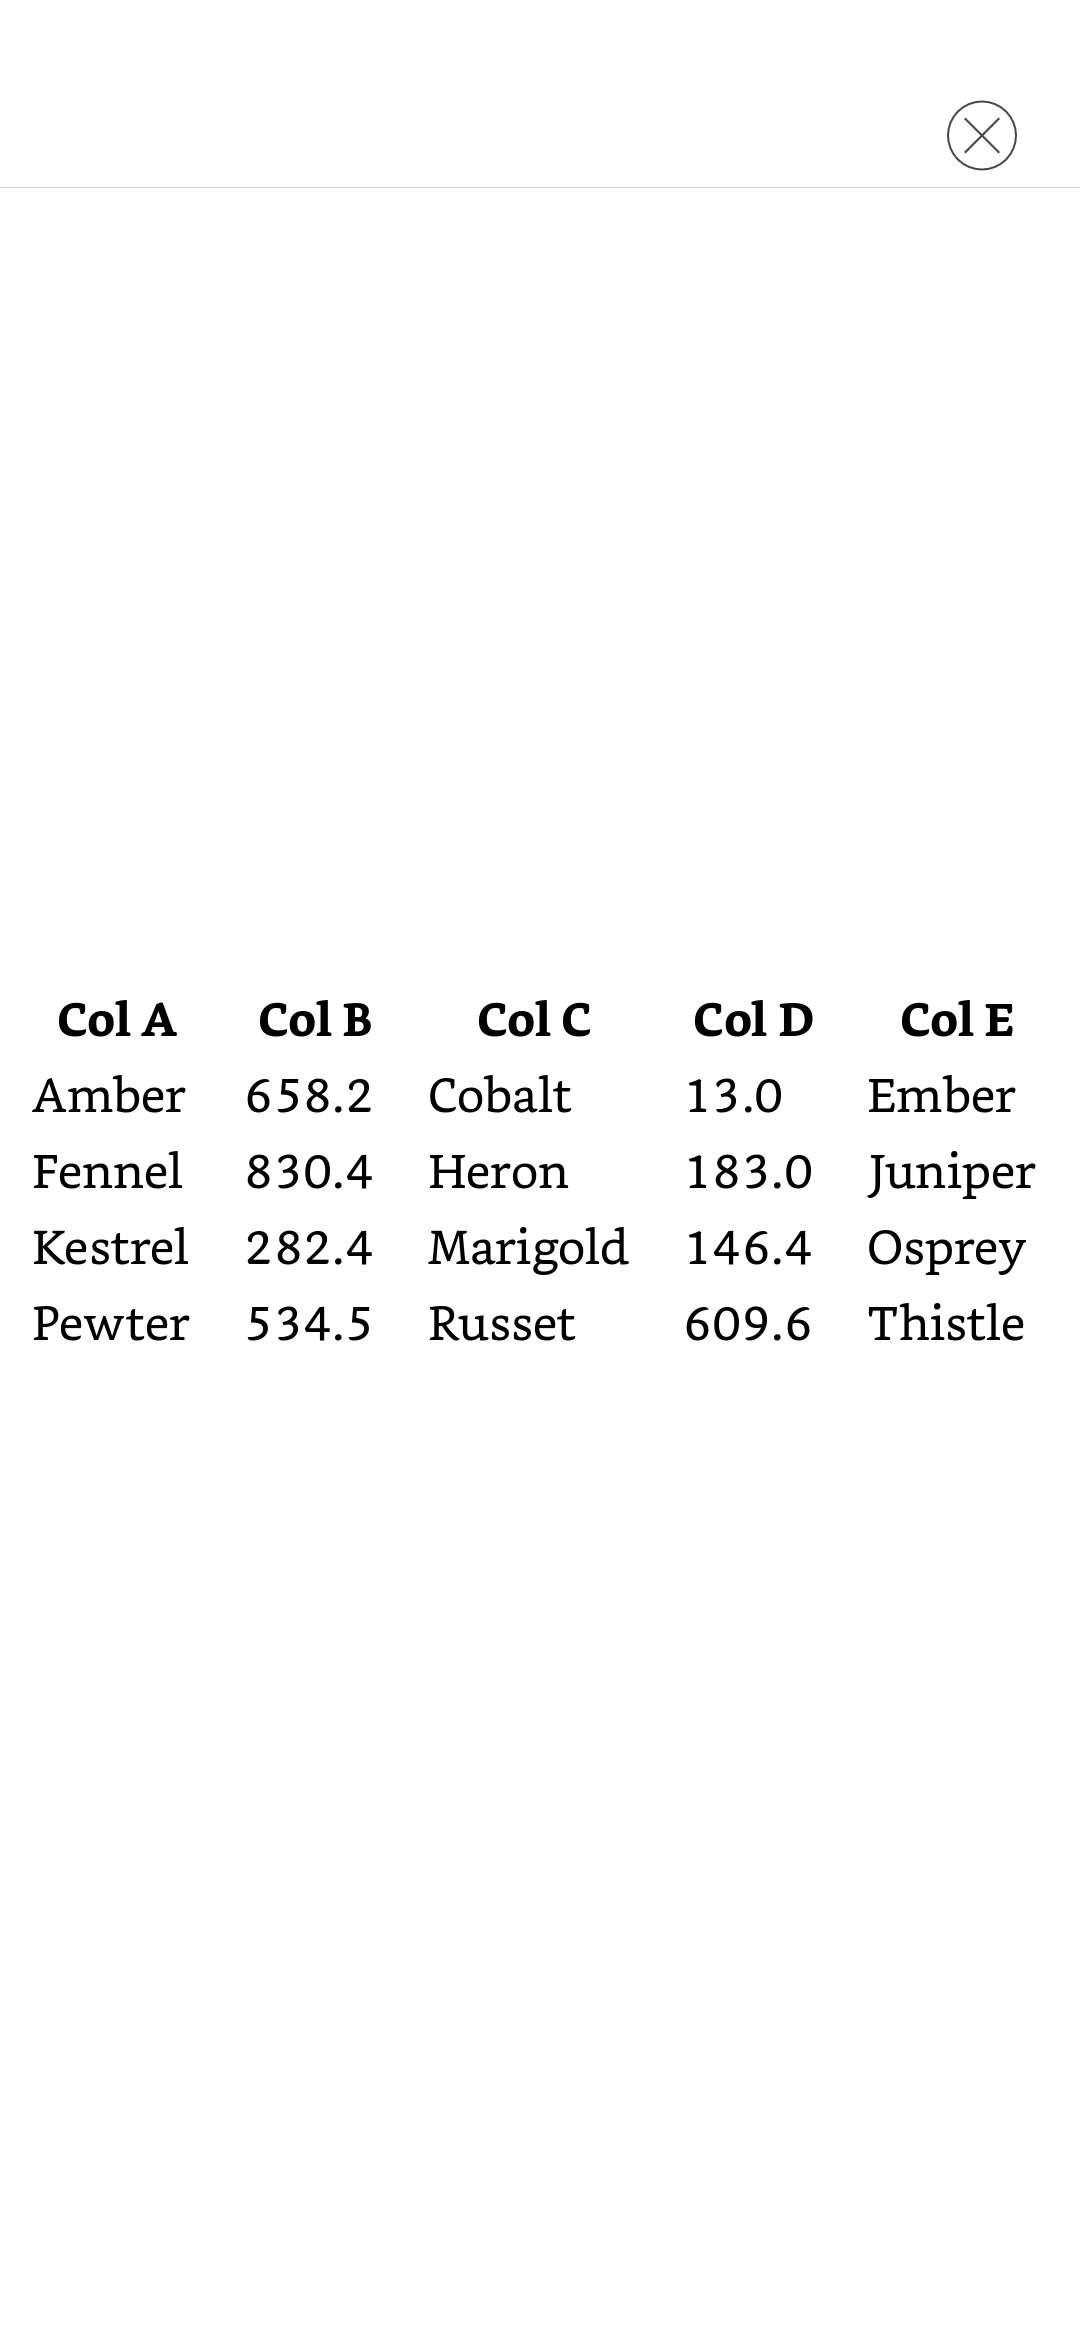 Col A Col B Col C Col D Col E
Amber 658.2 Cobalt 13.0 Ember
Fennel 830.4 Heron 183.0 Juniper
Kestrel 282.4 Marigold 146.4 Osprey
Pewter 534.5 Russet 609.6 Thistle